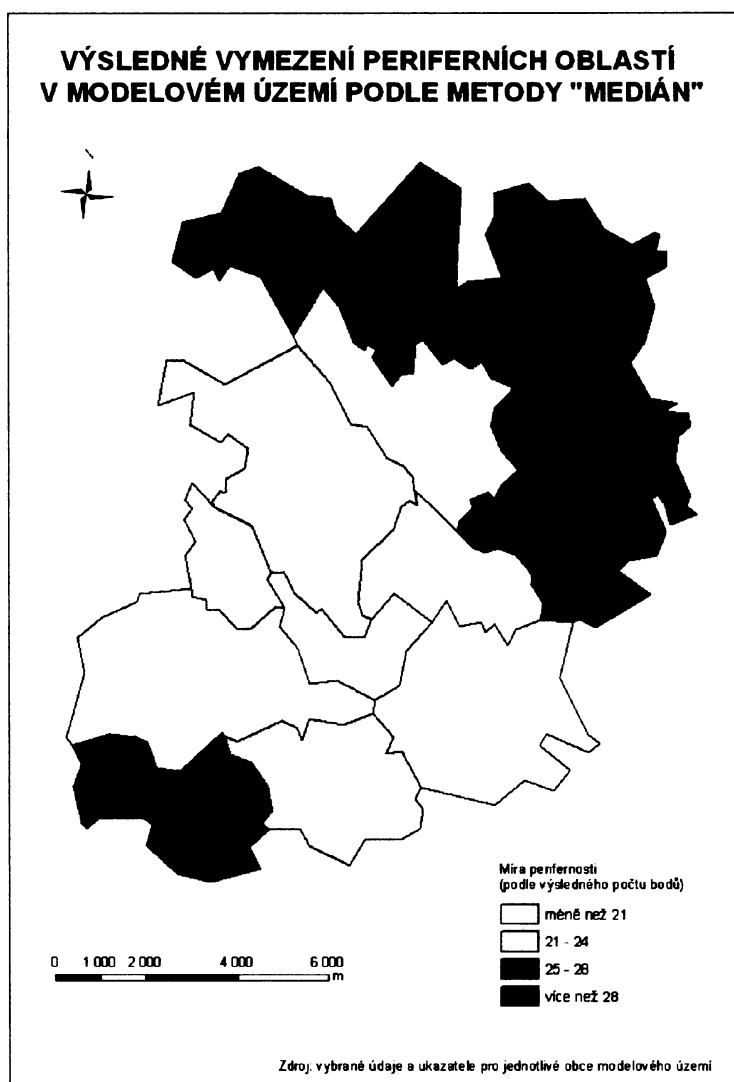 VÝSLEDNÉ VYMEZENÍ PERIFERNÍCH OBLASTÍ
V MODELOVÉM ÚZEMÍ PODLE METODY "MEDIÁN"
Míra perifernosti
(podle výsledného počtu bodů)
méně než 21
21 - 24
25 - 28
více než 28
0 1 000 2 000 4 000 6 000
m
Zdroj: vybrané údaje a ukazatele pro jednotlivé obce modelového území